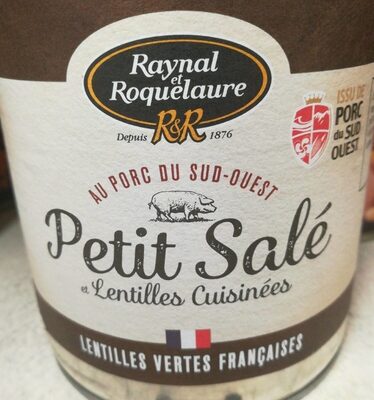 Raynal
et
Roquelaure
Depuis R&R 1876
ISSU DE
PORC
du SUD
OUEST
AU PORC DU SUD-OUEST
Petit Salé
et Lentilles Cuisinées
LENTILLES VERTES FRANÇAISES